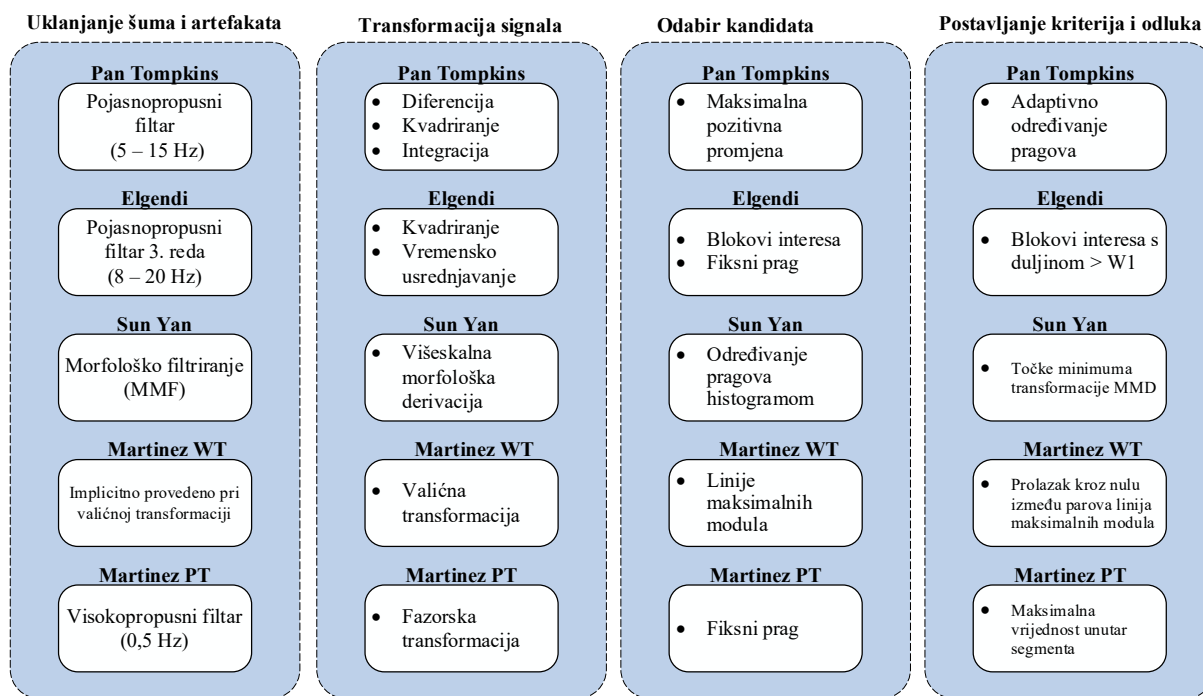 Uklanjanje šuma i artefakata
Pan Tompkins
Pojasnopropusni
filtar
(5 – 15 Hz)
Elgendi
Pojasnopropusni
filtar 3. reda
(8 – 20 Hz)
Sun Yan
Morfološko filtriranje
(MMF)
Martinez WT
Implicitno provedeno pri
valićnoj transformaciji
Martinez PT
Visokopropusni filtar
(0,5 Hz)
Transformacija signala
Pan Tompkins
• Diferencija
• Kvadriranje
• Integracija
Elgendi
• Kvadriranje
• Vremensko
usrednjavanje
Sun Yan
• Višeskalna
morfološka
derivacija
Martinez WT
• Valićna
transformacija
Martinez PT
• Fazorska
transformacija
Odabir kandidata
Pan Tompkins
• Maksimalna
pozitivna
promjena
Elgendi
• Blokovi interesa
• Fiksni prag
Sun Yan
• Određivanje
pragova
histogramom
Martinez WT
• Linije
maksimalnih
modula
Martinez PT
• Fiksni prag
Postavljanje kriterija i odluka
Pan Tompkins
• Adaptivno
određivanje
pragova
Elgendi
• Blokovi interesa s
duljinom > W1
Sun Yan
• Točke minimuma
transformacije MMD
Martinez WT
• Prolazak kroz nulu
između parova linija
maksimalnih modula
Martinez PT
• Maksimalna
vrijednost unutar
segmenta